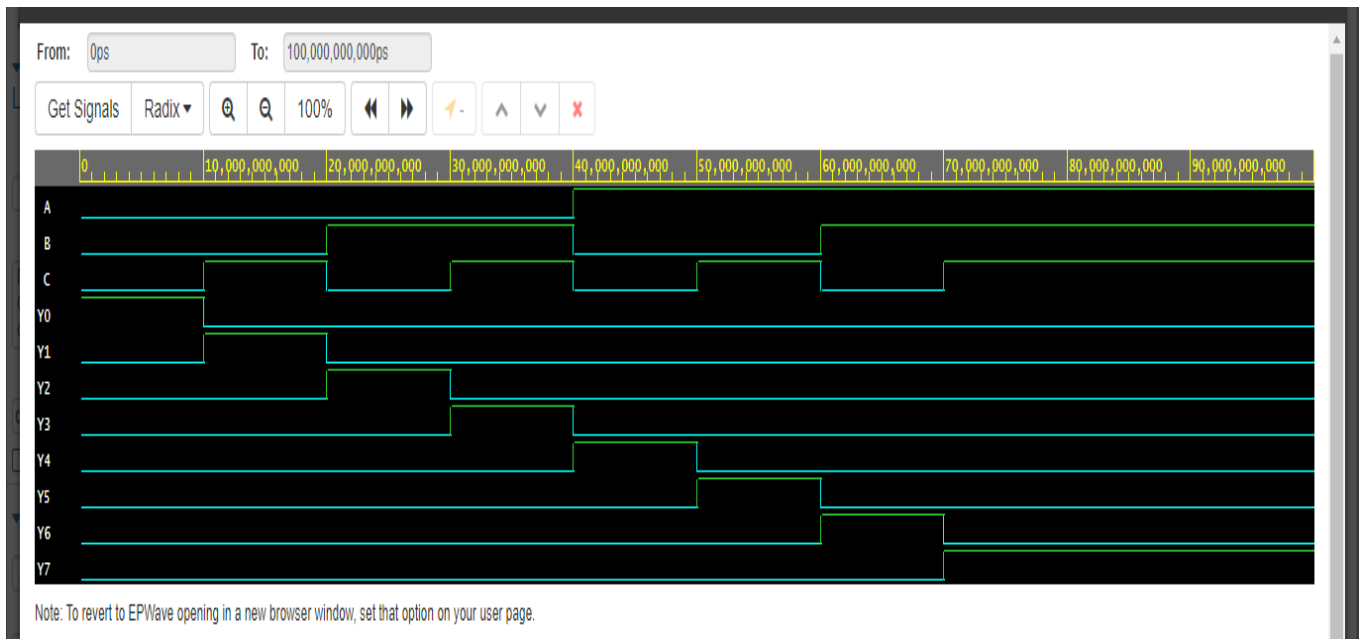 From: 0ps To: 100,000,000,000ps
Get Signals Radix▾ 100% -
0 10,000,000,000 20,000,000,000 30,000,000,000 40,000,000,000 50,000,000,000 60,000,000,000 70,000,000,000 80,000,000,000 90,000,000,000
A
B
C
Y0
Y1
Y2
Y3
Y4
Y5
Y6
Y7
Note: To revert to EPWave opening in a new browser window, set that option on your user page.